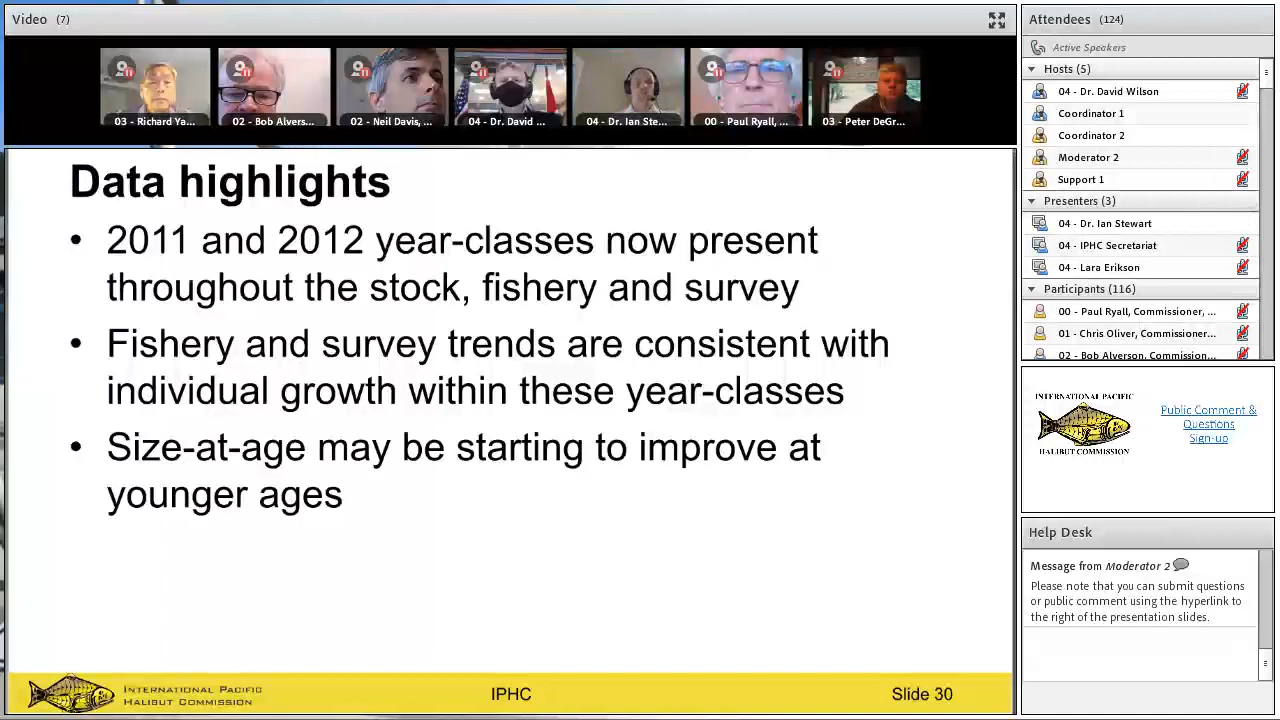 Video (7)
03 - Richard Ya...
02 - Bob Alvers...
02 - Neil Davis, ...
04 - Dr. David ...
04 - Dr. Ian Ste...
00 - Paul Ryall, ...
03 - Peter DeGr...
Data highlights
• 2011 and 2012 year-classes now present
throughout the stock, fishery and survey
• Fishery and survey trends are consistent with
individual growth within these year-classes
• Size-at-age may be starting to improve at
younger ages
INTERNATIONAL PACIFIC
HALIBUT COMMISSION
IPHC
Slide 30
Attendees (124)
Active Speakers
Hosts (5)
04 - Dr. David Wilson
Coordinator 1
Coordinator 2
Moderator 2
Support 1
Presenters (3)
04 - Dr. Ian Stewart
04 - IPHC Secretariat
04 - Lara Erikson
Participants (116)
00 - Paul Ryall, Commissioner, ...
01 - Chris Oliver, Commissioner...
02 - Bob Alverson, Commission...
INTERNATIONAL PACIFIC
HALIBUT COMMISSION
Public Comment &
Questions
Sign-up
Help Desk
Message from Moderator 2
Please note that you can submit questions
or public comment using the hyperlink to
the right of the presentation slides.